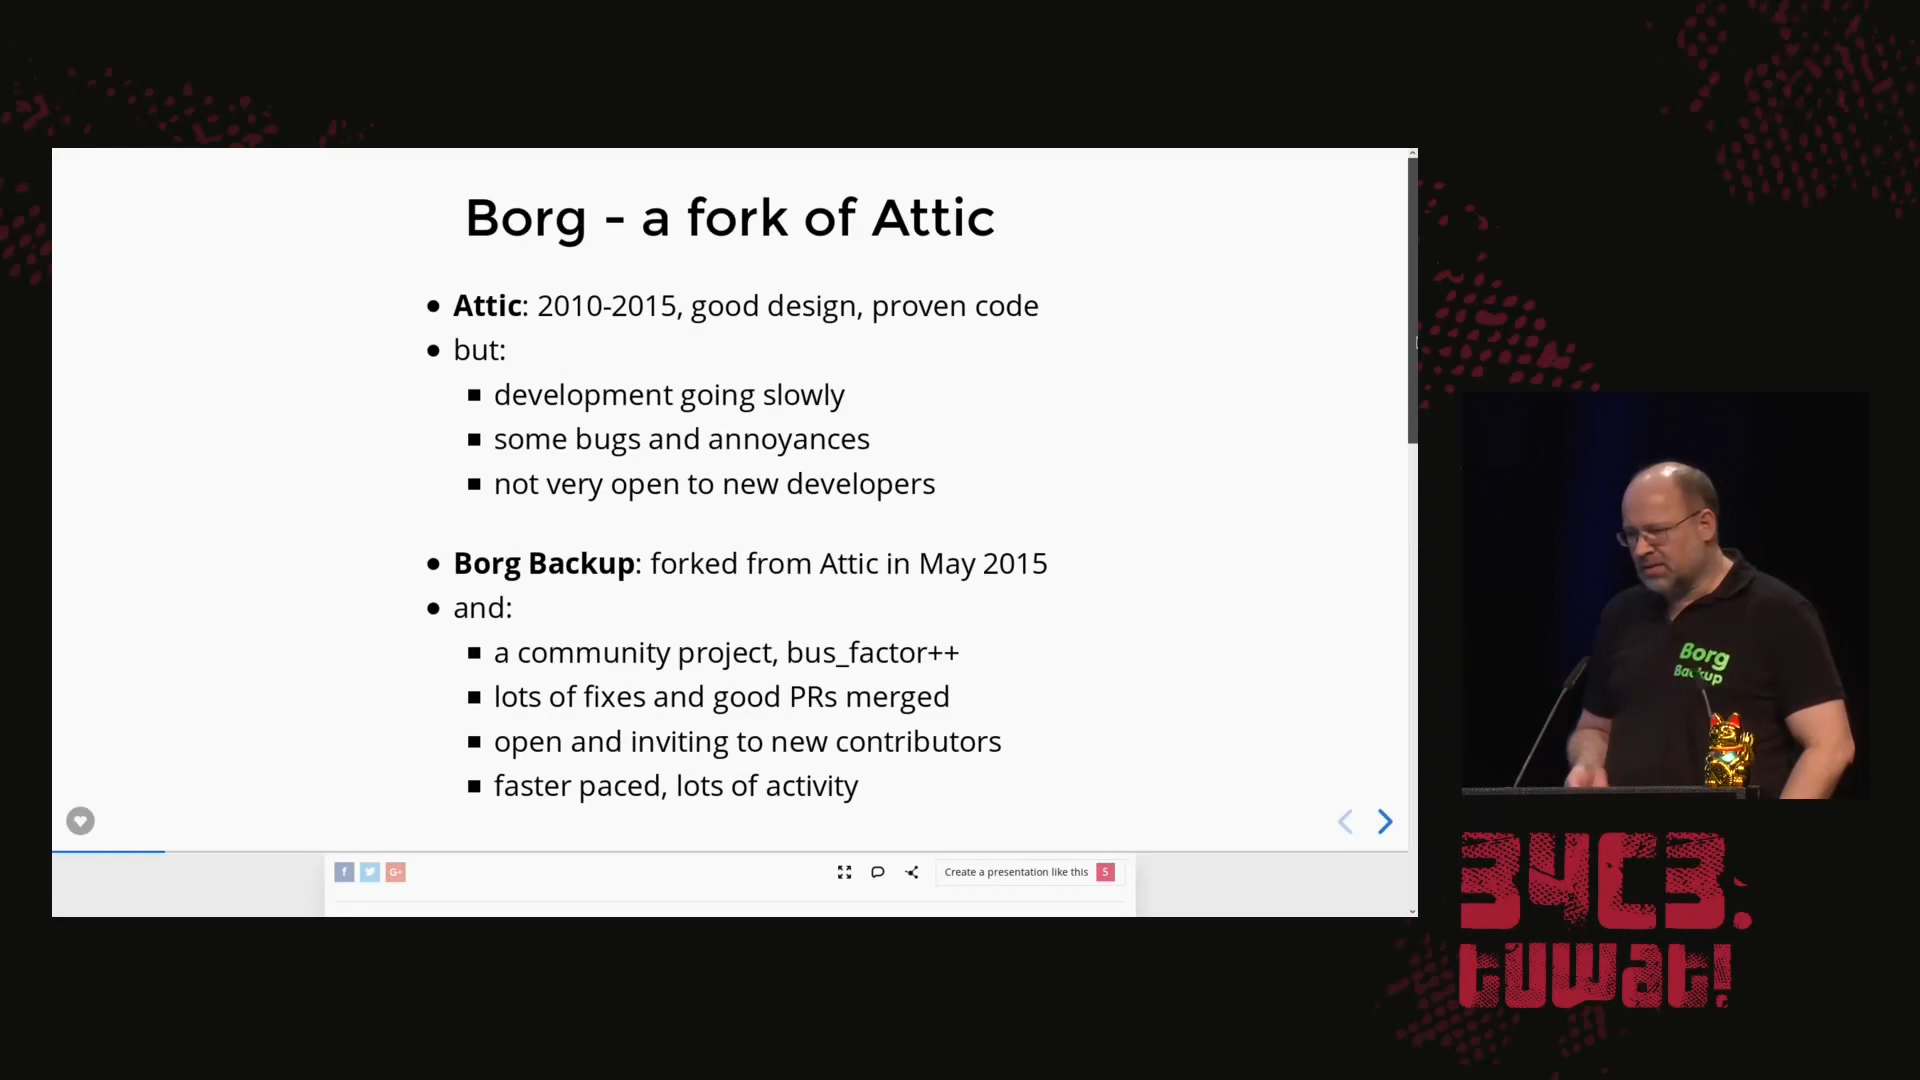 Borg - a fork of Attic
Attic: 2010-2015, good design, proven code
but:
development going slowly
some bugs and annoyances
not very open to new developers
Borg Backup: forked from Attic in May 2015
and:
a community project, bus_factor++
lots of fixes and good PRs merged
open and inviting to new contributors
faster paced, lots of activity
f
G+
Create a presentation like this
S
Borg
Backup
34C3.
tuwat!